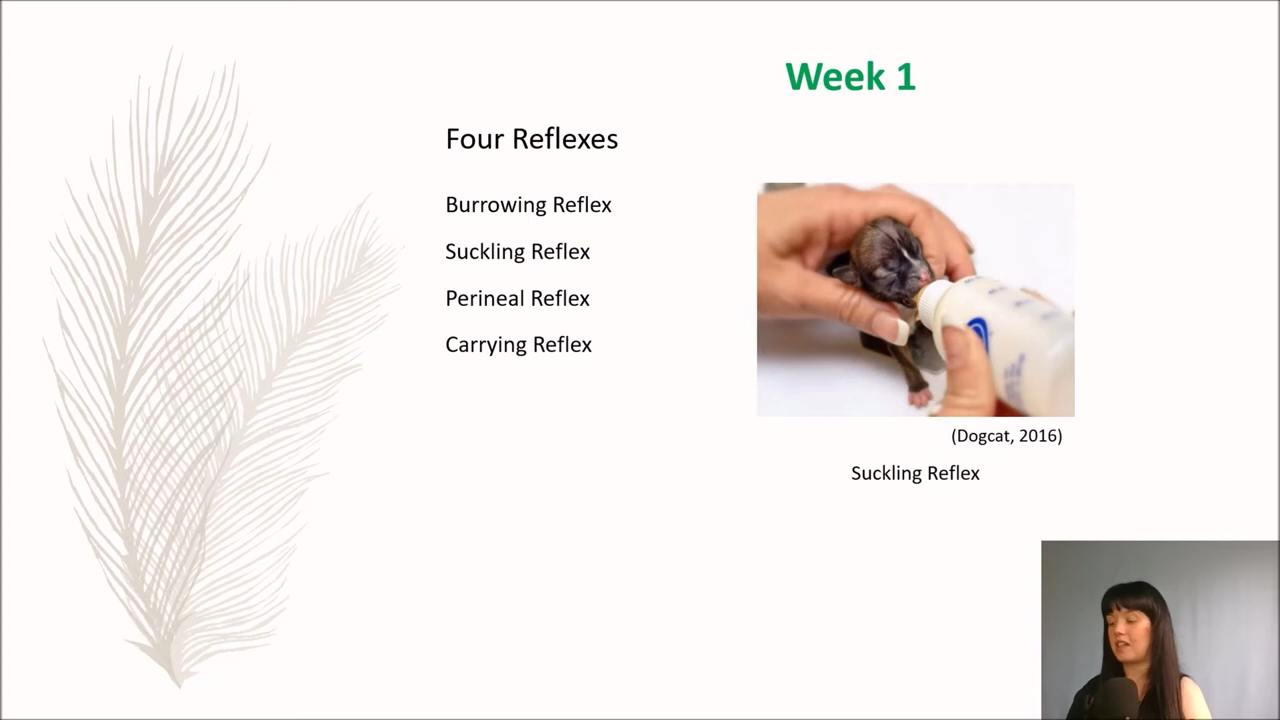 Week 1
Four Reflexes
Burrowing Reflex
Suckling Reflex
Perineal Reflex
Carrying Reflex
(Dogcat, 2016)
Suckling Reflex